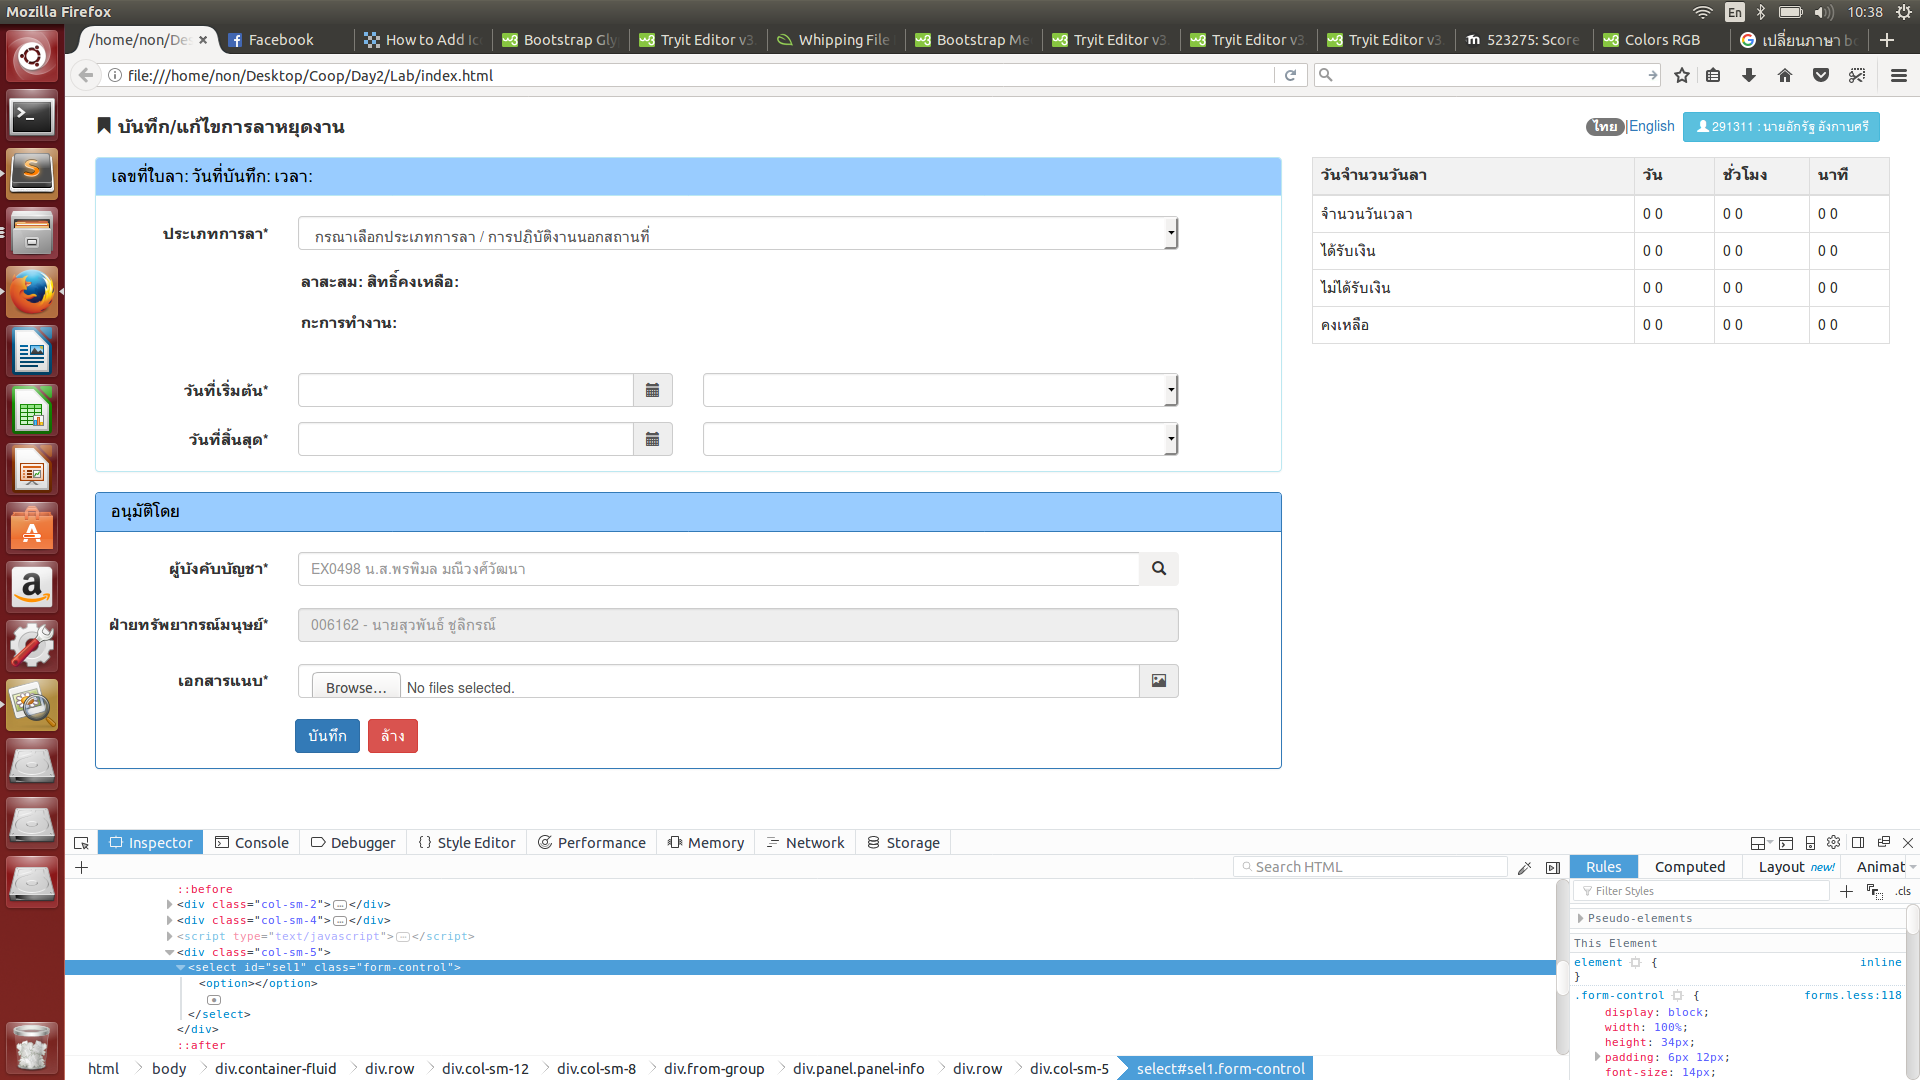 Mozilla Firefox
En
10:38
/home/non/Des
Facebook
How to Add Ic
Bootstrap Gly
Tryit Editor v3
Whipping File
Bootstrap Me
Tryit Editor v3.
Tryit Editor v3
Tryit Editor v3.
523275: Score
Colors RGB
เปลี่ยนภาษา bo
file:///home/non/Desktop/Coop/Day2/Lab/index.html
บันทึก/แก้ไขการลาหยุดงาน
ไทย|English
291311 : นายอักรัฐ อังกาบศรี
เลขที่ใบลา: วันที่บันทึก: เวลา:
ประเภทการลา*
กรุณาเลือกประเภทการลา / การปฏิบัติงานนอกสถานที่
ลาสะสม: สิทธิ์คงเหลือ:
กะการทำงาน:
วันที่เริ่มต้น*
วันที่สิ้นสุด*
วันจำนวนวันลา วัน ชั่วโมง นาที
จำนวนวันเวลา 0 0 0 0 0 0
ได้รับเงิน 0 0 0 0 0 0
ไม่ได้รับเงิน 0 0 0 0 0 0
คงเหลือ 0 0 0 0 0 0
อนุมัติโดย
ผู้บังคับบัญชา*
EX0498 น.ส.พรพิมล มณีวงศ์วัฒนา
ฝ่ายทรัพยากรณ์มนุษย์*
006162 - นายสุวพันธ์ ชูลิกรณ์
เอกสารแนบ*
Browse... No files selected.
บันทึก ล้าง
Inspector
Console
Debugger
Style Editor
Performance
Memory
Network
Storage
Search HTML
Rules
Computed
Layout new!
Animat
Filter Styles
.cls
::before
<div class="col-sm-2"></div>
<div class="col-sm-4"></div>
<script type="text/javascript"></script>
<div class="col-sm-5">
<select id="sel1" class="form-control">
<option></option>
</select>
</div>
::after
Pseudo-elements
This Element
element { inline
}
.form-control { forms.less:118
display: block;
width: 100%;
height: 34px;
padding: 6px 12px;
font-size: 14px;
html
body
div.container-fluid
div.row
div.col-sm-12
div.col-sm-8
div.from-group
div.panel.panel-info
div.row
div.col-sm-5
select#sel1.form-control